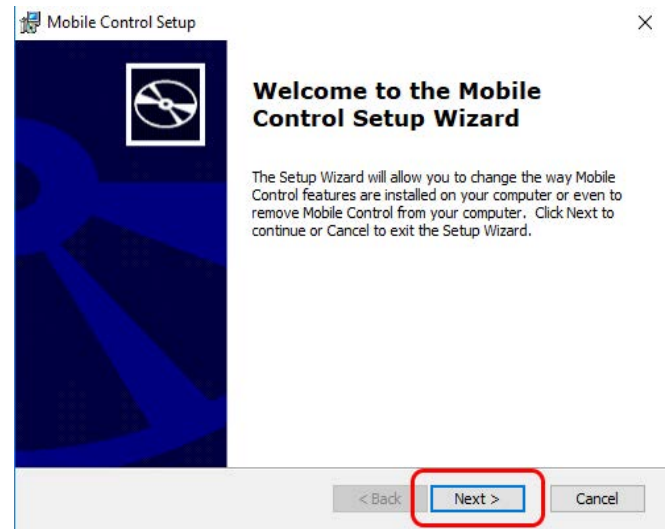 Mobile Control Setup
Welcome to the Mobile
Control Setup Wizard
The Setup Wizard will allow you to change the way Mobile
Control features are installed on your computer or even to
remove Mobile Control from your computer. Click Next to
continue or Cancel to exit the Setup Wizard.
< Back Next > Cancel